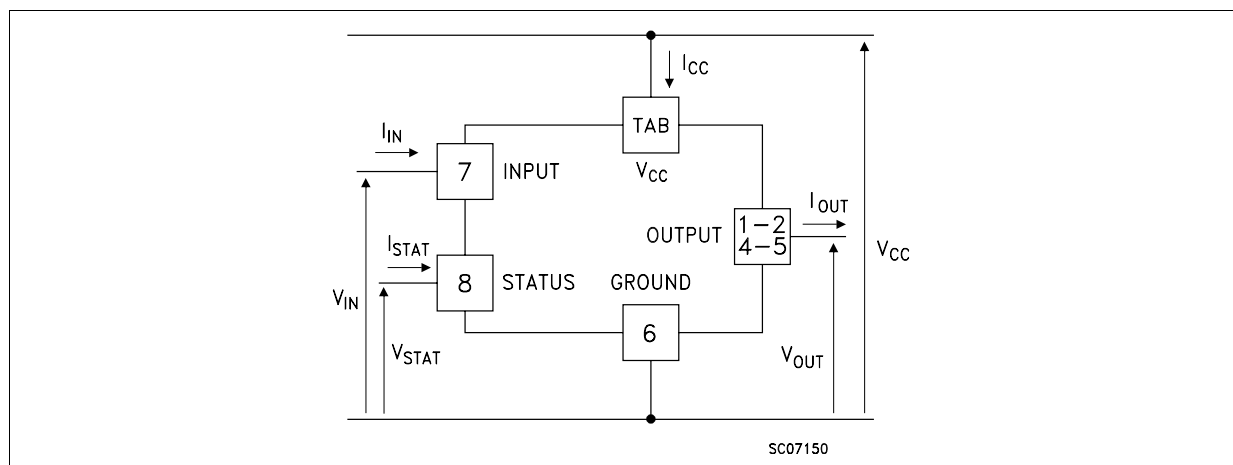 I_CC
TAB
V_CC
I_IN
7 INPUT
I_OUT
1-2
OUTPUT
4-5
V_CC
I_STAT
8 STATUS
GROUND
V_IN
6
V_STAT
V_OUT
SC07150